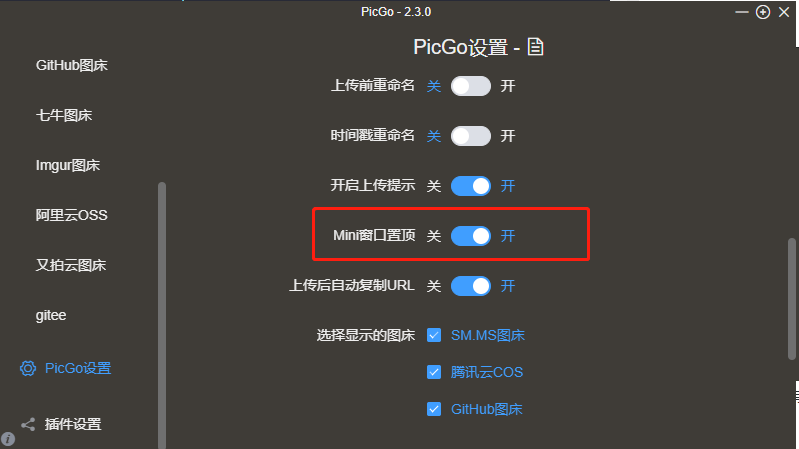 PicGo - 2.3.0
PicGo设置 -
GitHub图床
七牛图床
Imgur图床
阿里云OSS
又拍云图床
gitee
PicGo设置
插件设置
上传前重命名 关 开
时间戳重命名 关 开
开启上传提示 关 开
Mini窗口置顶 关 开
上传后自动复制URL 关 开
选择显示的图床 SM.MS图床
腾讯云COS
GitHub图床